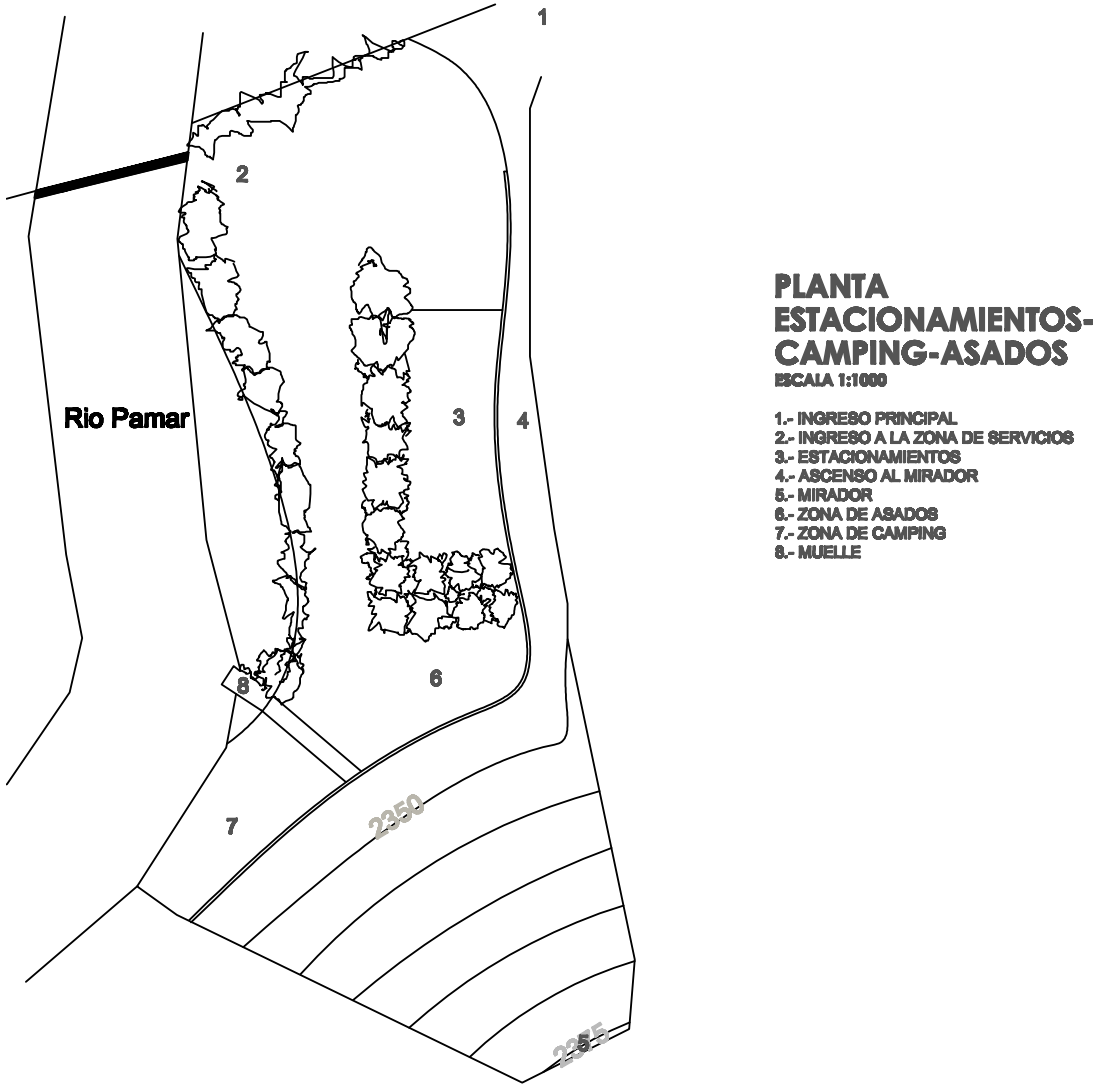 1
2
Rio Pamar
3
4
8
6
2350
7
5
2375
PLANTA
ESTACIONAMIENTOS-
CAMPING-ASADOS
ESCALA 1:1000
1.- INGRESO PRINCIPAL
2.- INGRESO A LA ZONA DE SERVICIOS
3.- ESTACIONAMIENTOS
4.- ASCENSO AL MIRADOR
5.- MIRADOR
6.- ZONA DE ASADOS
7.- ZONA DE CAMPING
8.- MUELLE